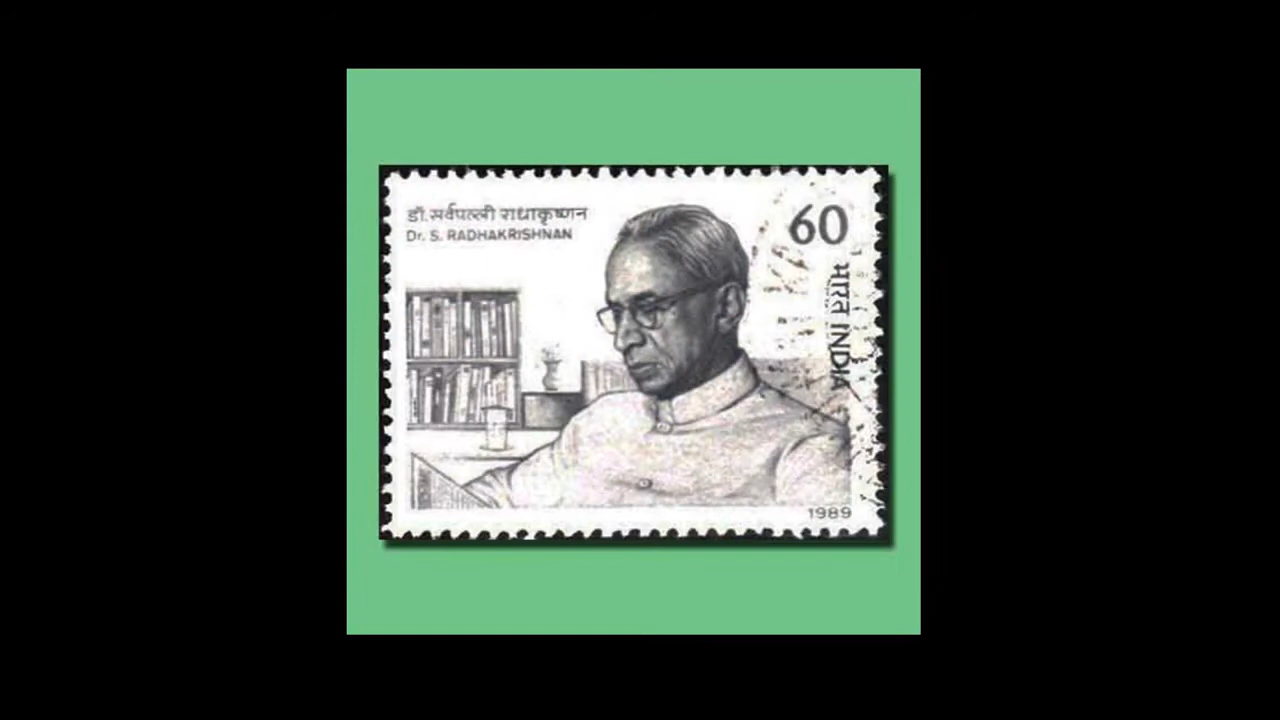 डॉ. सर्वपल्ली राधाकृष्णन
Dr. S. RADHAKRISHNAN
60
भारत INDIA
1989